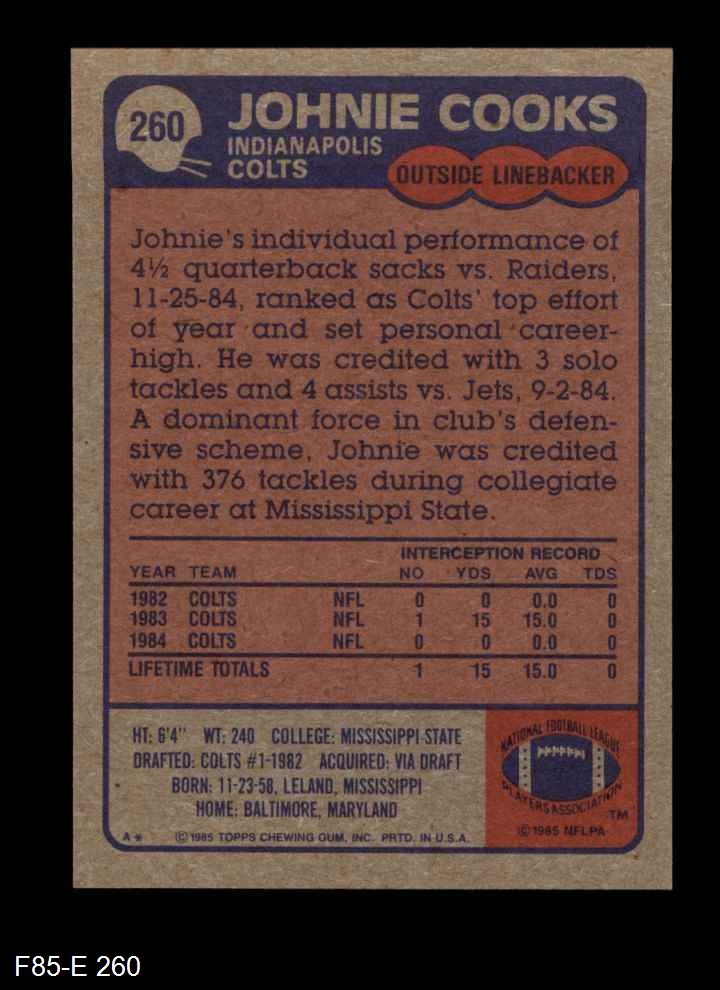 260
JOHNIE COOKS
INDIANAPOLIS
COLTS
OUTSIDE LINEBACKER
Johnie's individual performance of
4½ quarterback sacks vs. Raiders,
11-25-84, ranked as Colts' top effort
of year and set personal career-
high. He was credited with 3 solo
tackles and 4 assists vs. Jets, 9-2-84.
A dominant force in club's defen-
sive scheme, Johnie was credited
with 376 tackles during collegiate
career at Mississippi State.
INTERCEPTION RECORD
YEAR TEAM NO YDS AVG TDS
1982 COLTS NFL 0 0 0.0 0
1983 COLTS NFL 1 15 15.0 0
1984 COLTS NFL 0 0 0.0 0
LIFETIME TOTALS 1 15 15.0 0
HT: 6'4" WT: 240 COLLEGE: MISSISSIPPI STATE
DRAFTED: COLTS #1-1982 ACQUIRED: VIA DRAFT
BORN: 11-23-58, LELAND, MISSISSIPPI
HOME: BALTIMORE, MARYLAND
A* ©1985 TOPPS CHEWING GUM, INC. PRTD. IN U.S.A.
NATIONAL FOOTBALL LEAGUE
PLAYERS ASSOCIATION
TM
©1985 NFLPA
F85-E 260